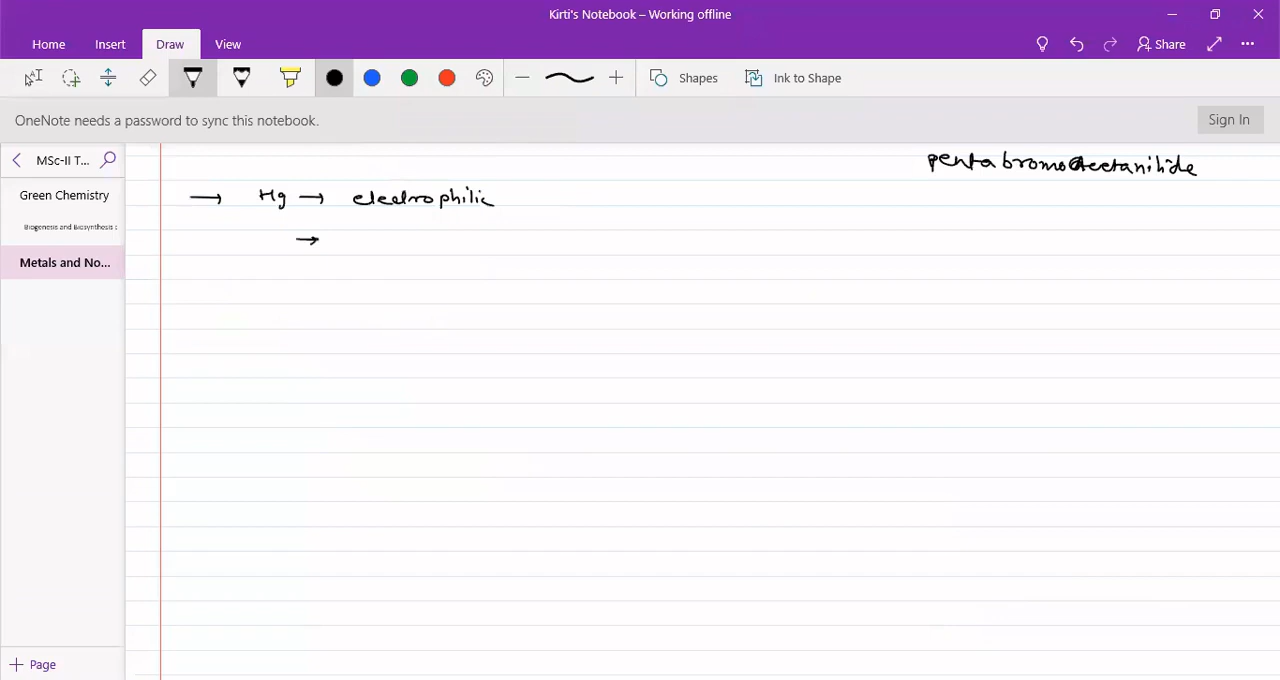 Kirti's Notebook – Working offline
Home Insert Draw View
Share
Shapes Ink to Shape
OneNote needs a password to sync this notebook.
Sign In
MSc-II T...
Green Chemistry
Biogenesis and Biosynthesis
Metals and No...
pentabromoacetanilide
→ Hg → electrophilic
→
+ Page